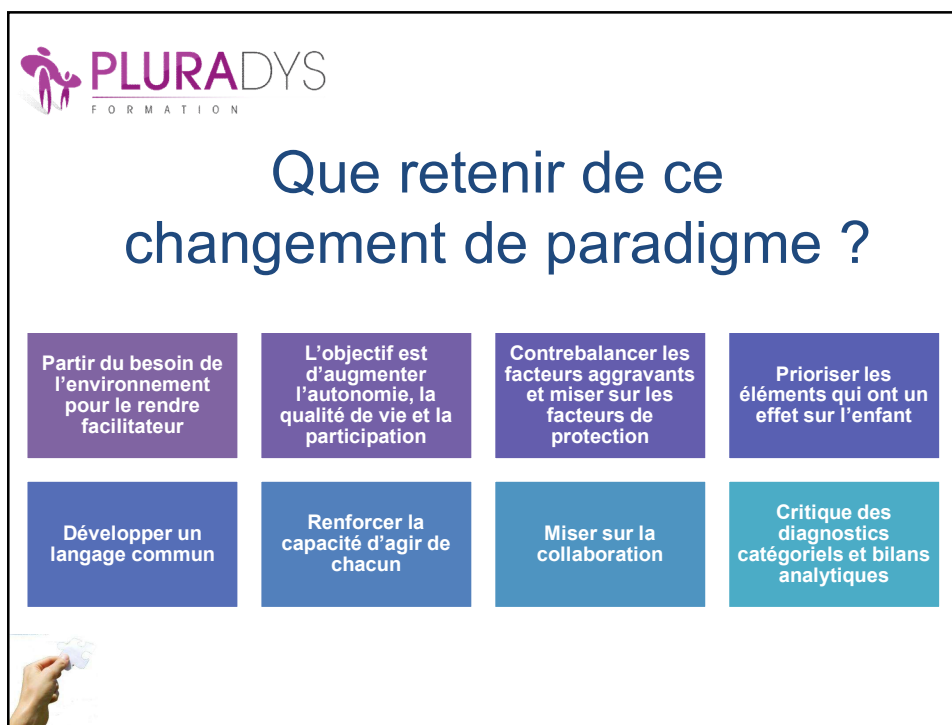 PLURADYS
FORMATION
Que retenir de ce
changement de paradigme ?
Partir du besoin de
l’environnement
pour le rendre
facilitateur
L’objectif est
d’augmenter
l’autonomie, la
qualité de vie et la
participation
Contrebalancer les
facteurs aggravants
et miser sur les
facteurs de
protection
Prioriser les
éléments qui ont un
effet sur l’enfant
Développer un
langage commun
Renforcer la
capacité d’agir de
chacun
Miser sur la
collaboration
Critique des
diagnostics
catégoriels et bilans
analytiques